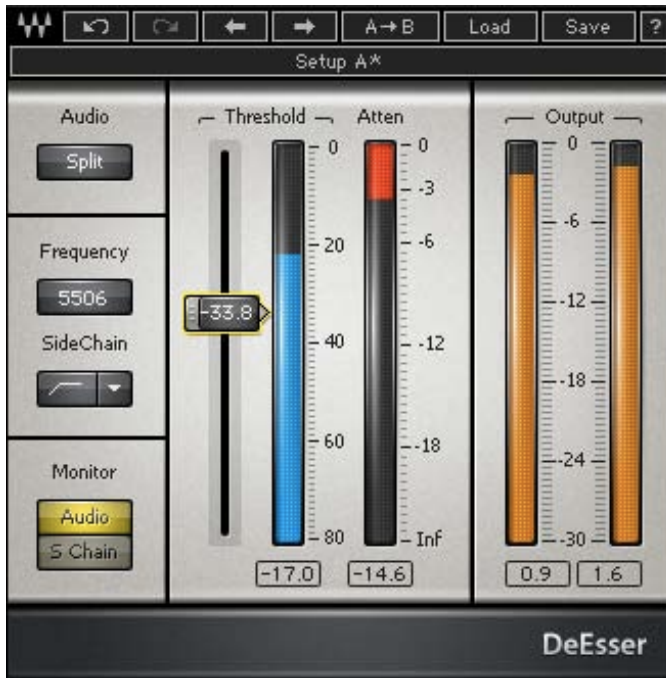 A→B Load Save ?
Setup A*
Audio
Split
Frequency
5506
SideChain
Monitor
Audio
S Chain
Threshold
-33.8
0
20
40
60
80
-17.0
Atten
0
-3
-6
-12
-18
Inf
-14.6
Output
0
-6
-12
-18
-24
-30
0.9 1.6
DeEsser